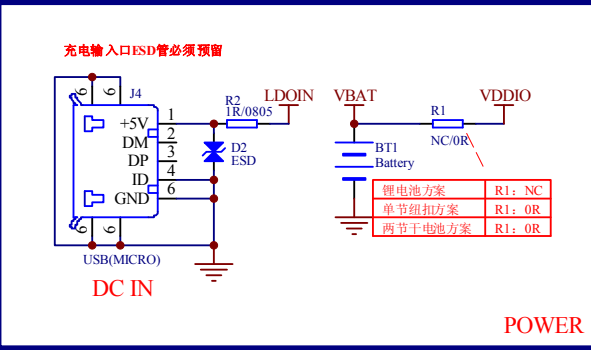 充电输入口ESD管必须预留
6
6
J4
R2
1R/0805
LDOIN
VBAT
R1
NC/0R
VDDIO
+5V
1
DM
2
DP
3
ID
4
GND
6
D2
ESD
BT1
Battery
锂电池方案 R1：NC
单节纽扣方案 R1：0R
两节干电池方案 R1：0R
6
6
USB(MICRO)
DC IN
POWER